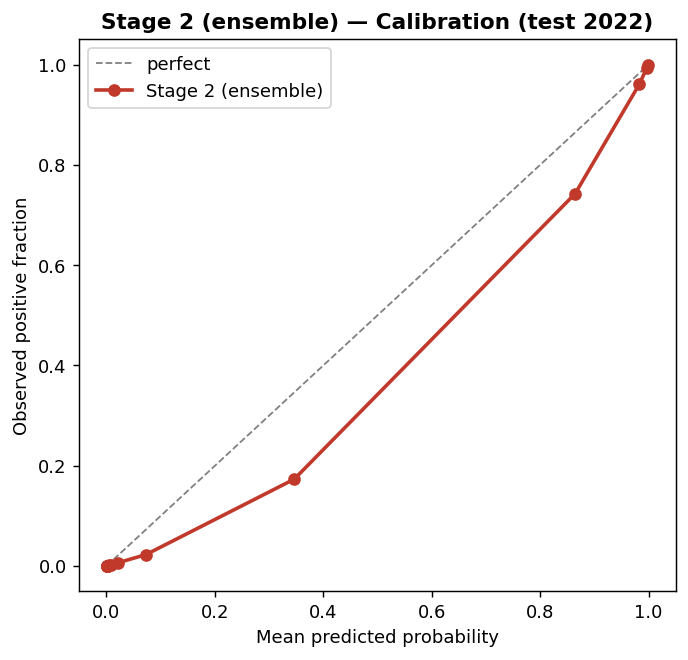 Stage 2 (ensemble) — Calibration (test 2022)
perfect
Stage 2 (ensemble)
Observed positive fraction
1.0
0.8
0.6
0.4
0.2
0.0
0.0 0.2 0.4 0.6 0.8 1.0
Mean predicted probability